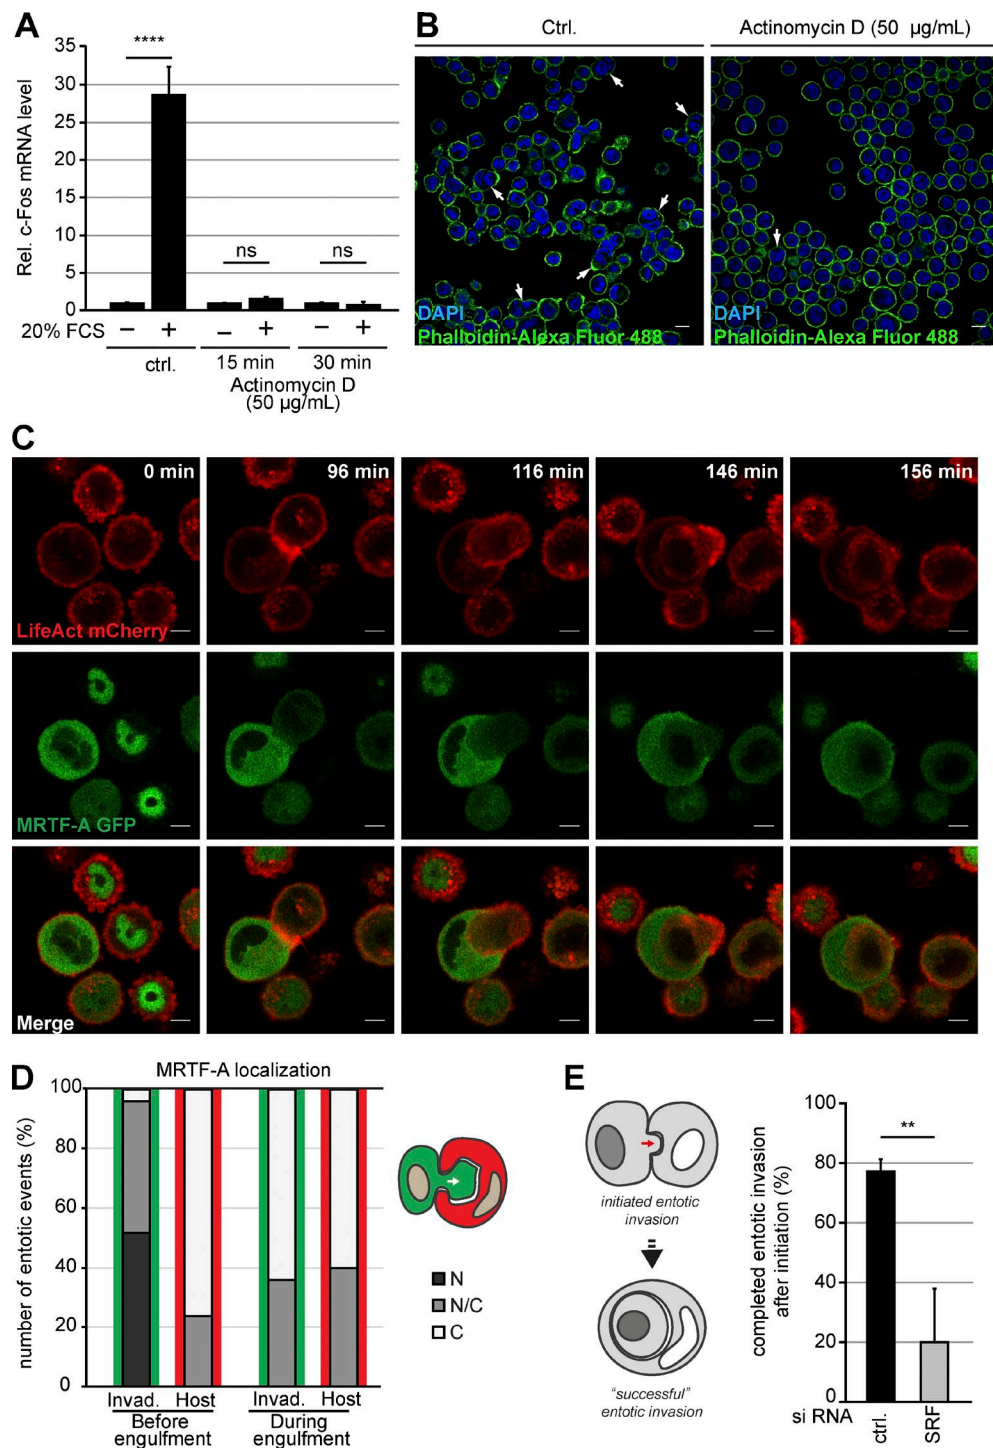 A
Rel. c-Fos mRNA level
35
30
25
20
15
10
5
0
****
ns
ns
20% FCS
– + – + – +
ctrl.
15 min
30 min
Actinomycin D
(50 µg/mL)
B
Ctrl.
Actinomycin D (50 µg/mL)
DAPI
Phalloidin-Alexa Fluor 488
DAPI
Phalloidin-Alexa Fluor 488
C
0 min
96 min
116 min
146 min
156 min
LifeAct mCherry
MRTF-A GFP
Merge
D
MRTF-A localization
number of entotic events (%)
100
80
60
40
20
0
Invad. Host Invad. Host
Before
engulfment
During
engulfment
N
N/C
C
E
initiated entotic
invasion
"successful"
entotic invasion
completed entotic invasion
after initiation (%)
100
80
60
40
20
0
**
si RNA
ctrl.
SRF